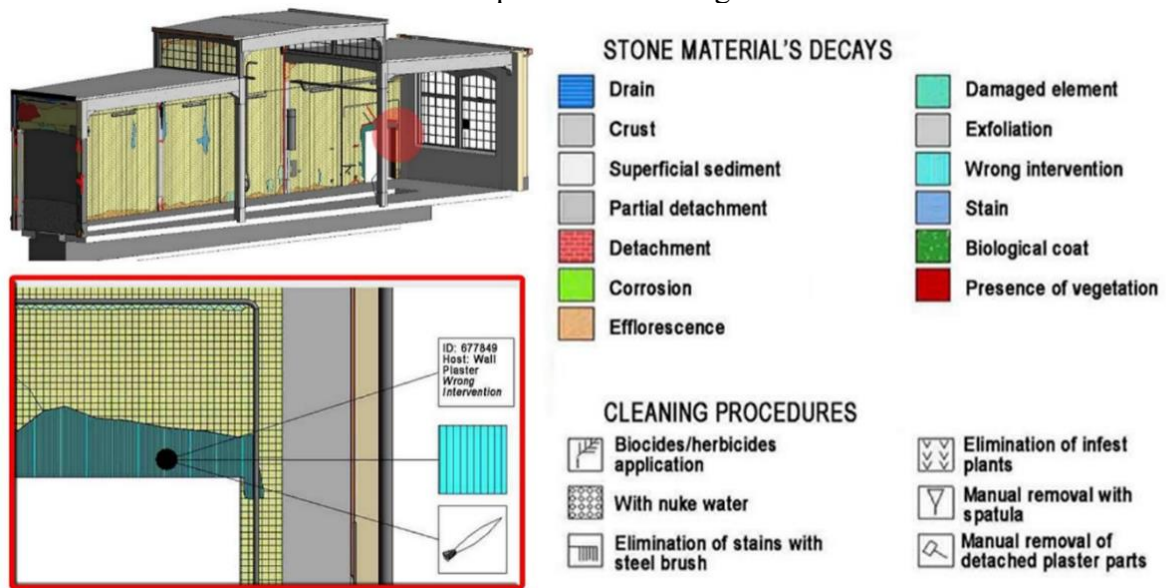 STONE MATERIAL'S DECAYS
Drain
Crust
Superficial sediment
Partial detachment
Detachment
Corrosion
Efflorescence
Damaged element
Exfoliation
Wrong intervention
Stain
Biological coat
Presence of vegetation
ID: 677849
Host: Wall
Plaster
Wrong
Intervention
CLEANING PROCEDURES
Biocides/herbicides
application
With nuke water
Elimination of stains with
steel brush
Elimination of infest
plants
Manual removal with
spatula
Manual removal of
detached plaster parts